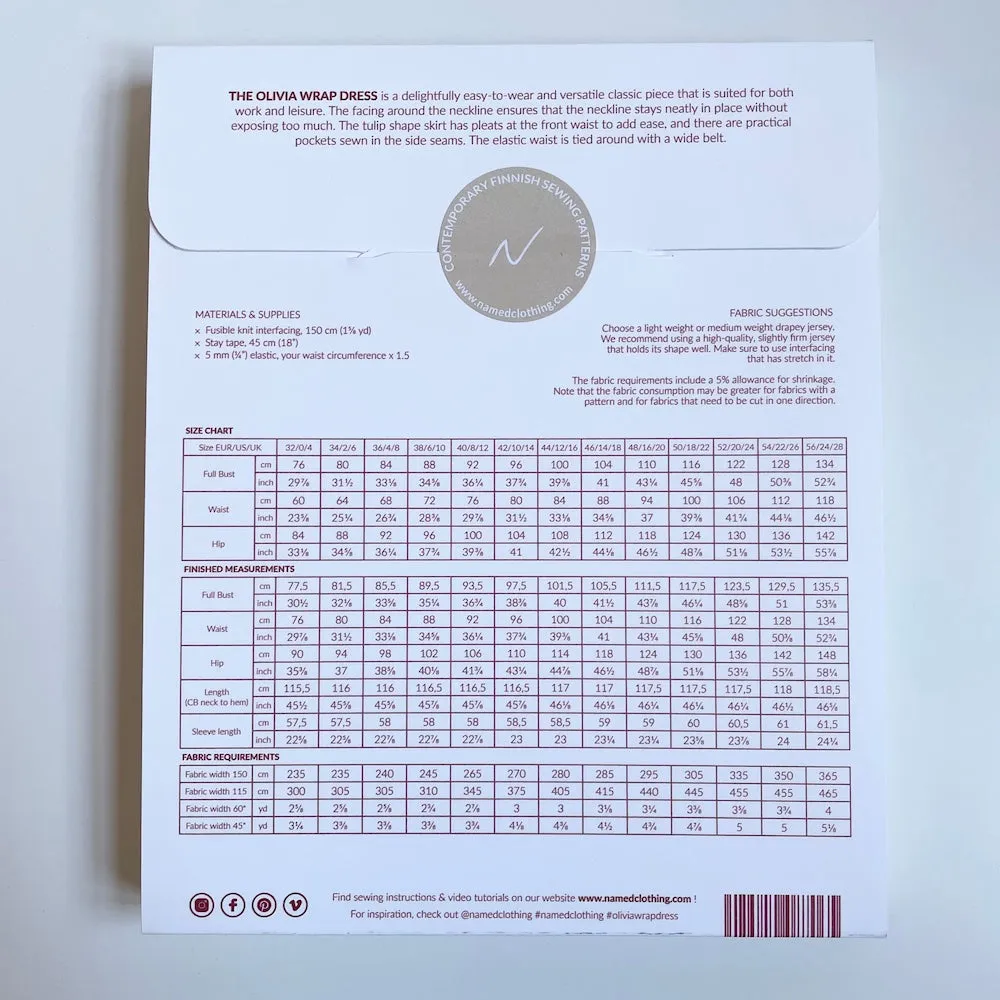 THE OLIVIA WRAP DRESS is a delightfully easy-to-wear and versatile classic piece that is suited for both
work and leisure. The facing around the neckline ensures that the neckline stays neatly in place without
exposing too much. The tulip shape skirt has pleats at the front waist to add ease, and there are practical
pockets sewn in the side seams. The elastic waist is tied around with a wide belt.
CONTEMPORARY FINNISH SEWING PATTERNS
N
www.namedclothing.com
MATERIALS & SUPPLIES
× Fusible knit interfacing, 150 cm (1⅝ yd)
× Stay tape, 45 cm (18")
× 5 mm (¼") elastic, your waist circumference x 1.5
FABRIC SUGGESTIONS
Choose a light weight or medium weight drapey jersey.
We recommend using a high-quality, slightly firm jersey
that holds its shape well. Make sure to use interfacing
that has stretch in it.
The fabric requirements include a 5% allowance for shrinkage.
Note that the fabric consumption may be greater for fabrics with a
pattern and for fabrics that need to be cut in one direction.
SIZE CHART
Size EUR/US/UK 32/0/4 34/2/6 36/4/8 38/6/10 40/8/12 42/10/14 44/12/16 46/14/18 48/16/20 50/18/22 52/20/24 54/22/26 56/24/28
Full Bust cm 76 80 84 88 92 96 100 104 110 116 122 128 134
inch 29⅞ 31½ 33⅛ 34⅝ 36¼ 37¾ 39⅜ 41 43¼ 45⅝ 48 50⅜ 52¾
Waist cm 60 64 68 72 76 80 84 88 94 100 106 112 118
inch 23⅝ 25¼ 26¾ 28⅜ 29⅞ 31½ 33⅛ 34⅝ 37 39⅜ 41¾ 44⅛ 46½
Hip cm 84 88 92 96 100 104 108 112 118 124 130 136 142
inch 33⅛ 34⅝ 36¼ 37¾ 39⅜ 41 42½ 44⅛ 46½ 48⅞ 51⅛ 53½ 55⅞
FINISHED MEASUREMENTS
Full Bust cm 77,5 81,5 85,5 89,5 93,5 97,5 101,5 105,5 111,5 117,5 123,5 129,5 135,5
inch 30½ 32⅛ 33⅝ 35¼ 36¾ 38⅜ 40 41½ 43⅞ 46¼ 48⅝ 51 53⅜
Waist cm 76 80 84 88 92 96 100 104 110 116 122 128 134
inch 29⅞ 31½ 33⅛ 34⅝ 36¼ 37¾ 39⅜ 41 43¼ 45⅝ 48 50⅜ 52¾
Hip cm 90 94 98 102 106 110 114 118 124 130 136 142 148
inch 35⅜ 37 38⅝ 40⅛ 41¾ 43¼ 44⅞ 46½ 48⅞ 51⅛ 53½ 55⅞ 58¼
Length cm 115,5 116 116 116,5 116,5 116,5 117 117 117,5 117,5 117,5 118 118,5
(CB neck to hem) inch 45½ 45⅝ 45⅝ 45⅞ 45⅞ 45⅞ 46⅛ 46⅛ 46¼ 46¼ 46¼ 46½ 46⅝
Sleeve length cm 57,5 57,5 58 58 58 58,5 58,5 59 59 60 60,5 61 61,5
inch 22⅝ 22⅝ 22⅞ 22⅞ 22⅞ 23 23 23¼ 23¼ 23⅝ 23⅞ 24 24¼
FABRIC REQUIREMENTS
Fabric width 150 cm 235 235 240 245 265 270 280 285 295 305 335 350 365
Fabric width 115 cm 300 305 305 310 345 375 405 415 440 445 455 455 465
Fabric width 60" yd 2⅝ 2⅝ 2⅝ 2¾ 2⅞ 3 3 3⅛ 3¼ 3⅜ 3⅝ 3¾ 4
Fabric width 45" yd 3¼ 3⅜ 3⅜ 3⅜ 3¾ 4⅛ 4⅜ 4½ 4¾ 4⅞ 5 5 5⅛
Find sewing instructions & video tutorials on our website www.namedclothing.com !
For inspiration, check out @namedclothing #namedclothing #oliviawrapdress